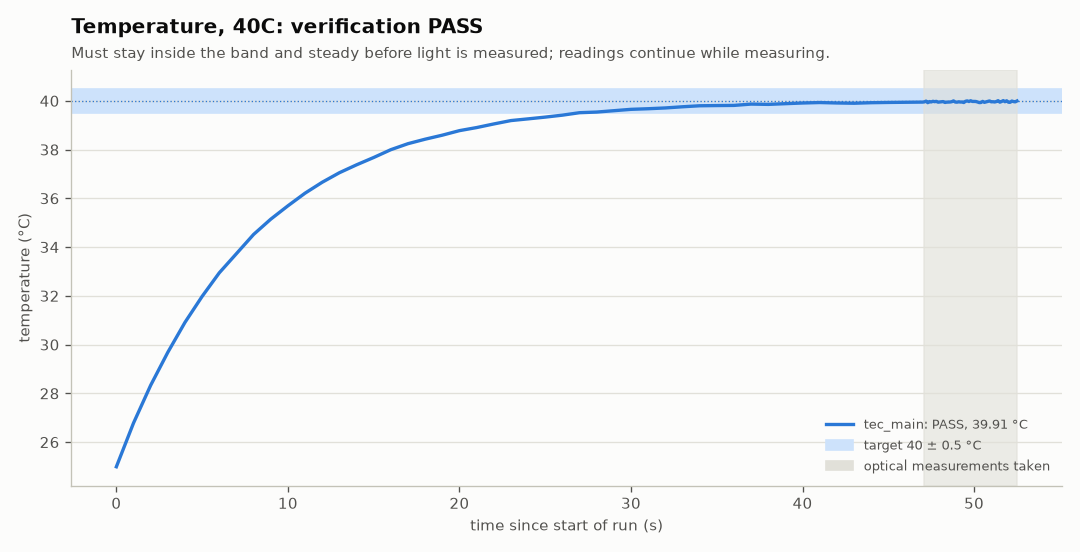 Temperature, 40C: verification PASS
Must stay inside the band and steady before light is measured; readings continue while measuring.
temperature (°C)
40
38
36
34
32
30
28
26
tec_main: PASS, 39.91 °C
target 40 ± 0.5 °C
optical measurements taken
0 10 20 30 40 50
time since start of run (s)